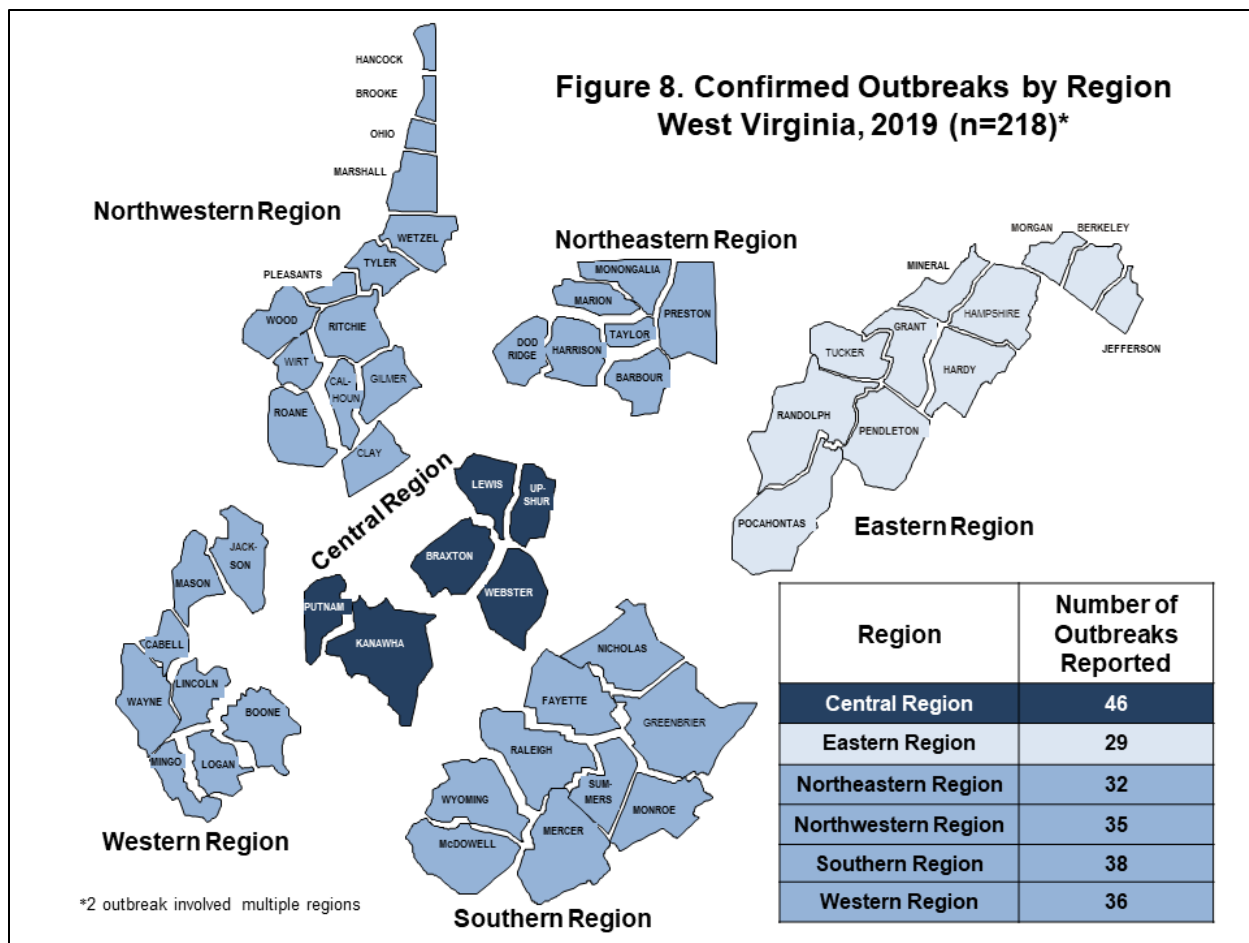 Figure 8. Confirmed Outbreaks by Region
West Virginia, 2019 (n=218)*
HANCOCK
BROOKE
OHIO
MARSHALL
Northwestern Region
WETZEL
TYLER
PLEASANTS
WOOD
RITCHIE
WIRT
CAL-
HOUN
GILMER
ROANE
CLAY
Northeastern Region
MONONGALIA
MARION
PRESTON
TAYLOR
DOD
RIDGE
HARRISON
BARBOUR
MORGAN
BERKELEY
MINERAL
HAMPSHIRE
GRANT
JEFFERSON
TUCKER
HARDY
RANDOLPH
PENDLETON
POCAHONTAS
Eastern Region
Central Region
LEWIS
UP-
SHUR
BRAXTON
WEBSTER
PUTNAM
KANAWHA
JACK-
SON
MASON
CABELL
LINCOLN
WAYNE
BOONE
MINGO
LOGAN
Western Region
NICHOLAS
FAYETTE
GREENBRIER
RALEIGH
SUM-
MERS
WYOMING
MONROE
MERCER
McDOWELL
Southern Region
Region
Number of
Outbreaks
Reported
Central Region 46
Eastern Region 29
Northeastern Region 32
Northwestern Region 35
Southern Region 38
Western Region 36
*2 outbreak involved multiple regions